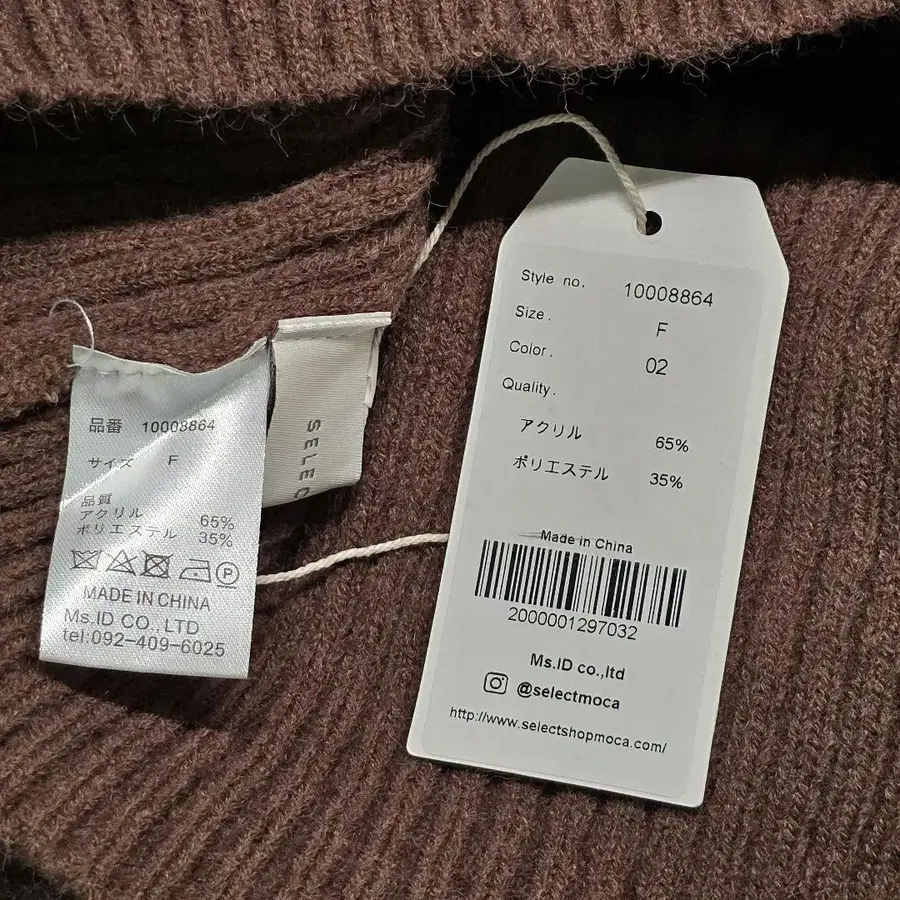 品番 10008864
サイズ F
品質
アクリル 65%
ポリエステル 35%
MADE IN CHINA
Ms.ID CO.,LTD
tel:092-409-6025
SELEC
Style no. 10008864
Size. F
Color. 02
Quality.
アクリル 65%
ポリエステル 35%
Made in China
2000001297032
Ms.ID co.,ltd
@selectmoca
http://www.selectshopmoca.com/